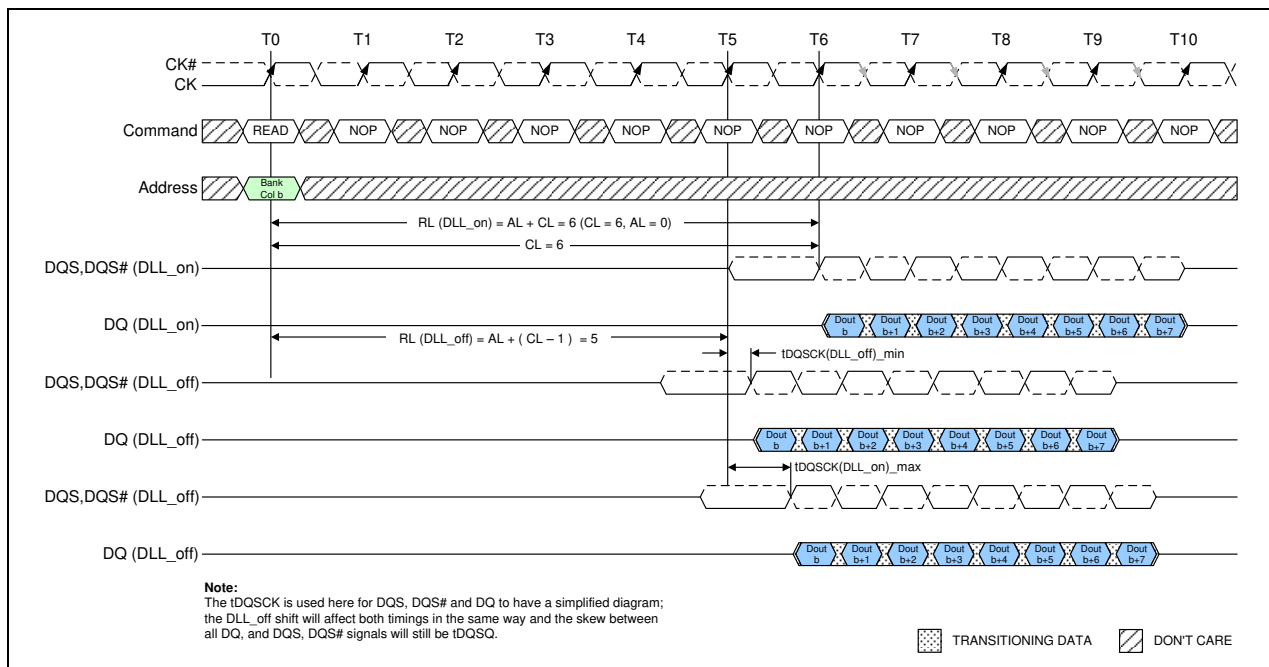 T0 T1 T2 T3 T4 T5 T6 T7 T8 T9 T10
CK#
CK
Command READ NOP NOP NOP NOP NOP NOP NOP NOP NOP NOP
Address Bank
Col b
RL (DLL_on) = AL + CL = 6 (CL = 6, AL = 0)
CL = 6
DQS,DQS# (DLL_on)
DQ (DLL_on) Dout b Dout b+1 Dout b+2 Dout b+3 Dout b+4 Dout b+5 Dout b+6 Dout b+7
RL (DLL_off) = AL + ( CL – 1 ) = 5
tDQSCK(DLL_off)_min
DQS,DQS# (DLL_off)
DQ (DLL_off) Dout b Dout b+1 Dout b+2 Dout b+3 Dout b+4 Dout b+5 Dout b+6 Dout b+7
tDQSCK(DLL_on)_max
DQS,DQS# (DLL_off)
DQ (DLL_off) Dout b Dout b+1 Dout b+2 Dout b+3 Dout b+4 Dout b+5 Dout b+6 Dout b+7
Note:
The tDQSCK is used here for DQS, DQS# and DQ to have a simplified diagram;
the DLL_off shift will affect both timings in the same way and the skew between
all DQ, and DQS, DQS# signals will still be tDQSQ.
TRANSITIONING DATA DON'T CARE